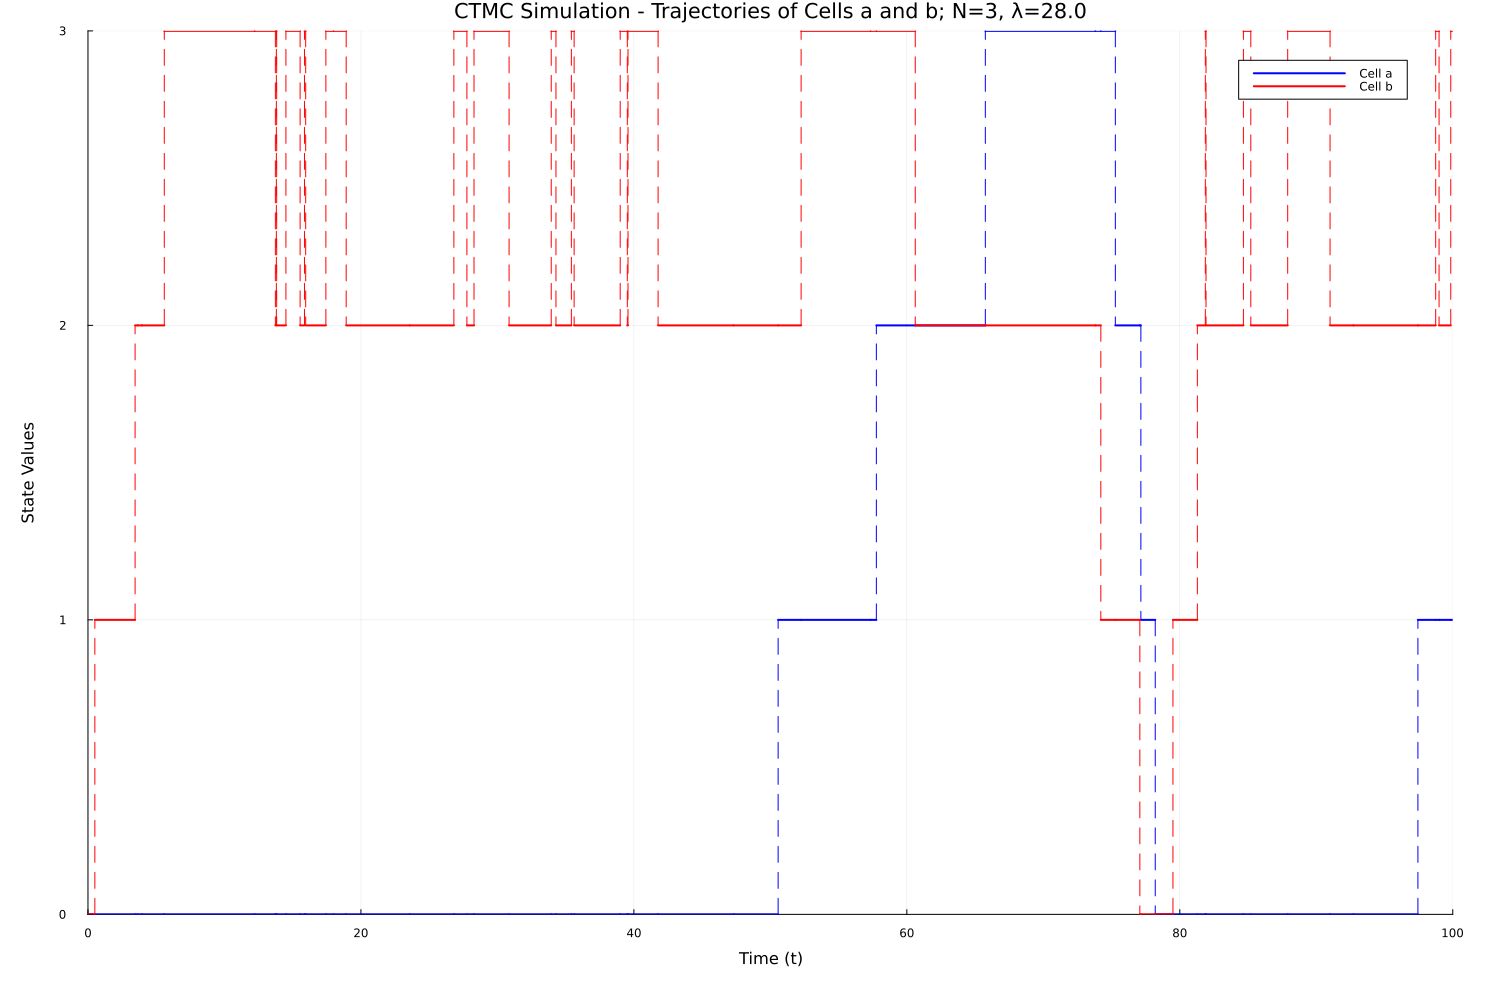 CTMC Simulation - Trajectories of Cells a and b; N=3, λ=28.0
3
Cell a
Cell b
2
State Values
1
0
0 20 40 60 80 100
Time (t)